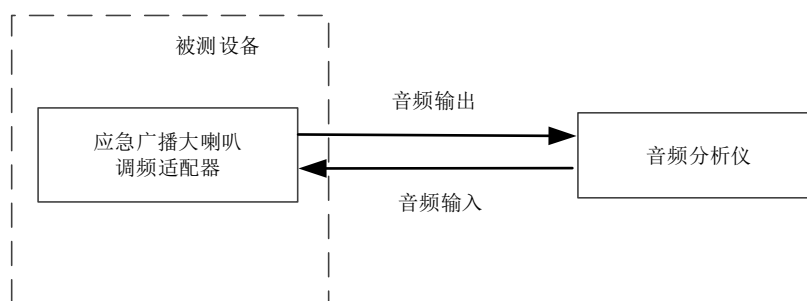 被测设备
音频输出
应急广播大喇叭
调频适配器
音频分析仪
音频输入